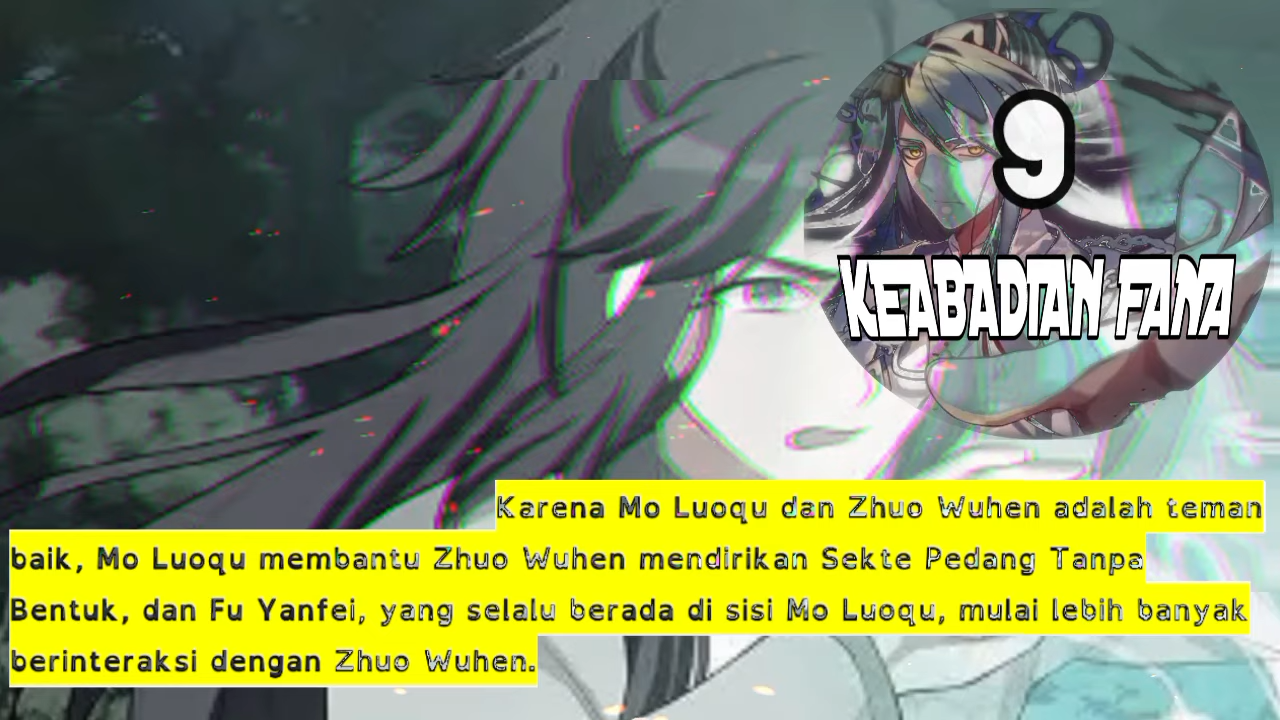 9
KEABADIAN FANA
Karena Mo Luoqu dan Zhuo Wuhen adalah teman
baik, Mo Luoqu membantu Zhuo Wuhen mendirikan Sekte Pedang Tanpa
Bentuk, dan Fu Yanfei, yang selalu berada di sisi Mo Luoqu, mulai lebih banyak
berinteraksi dengan Zhuo Wuhen.